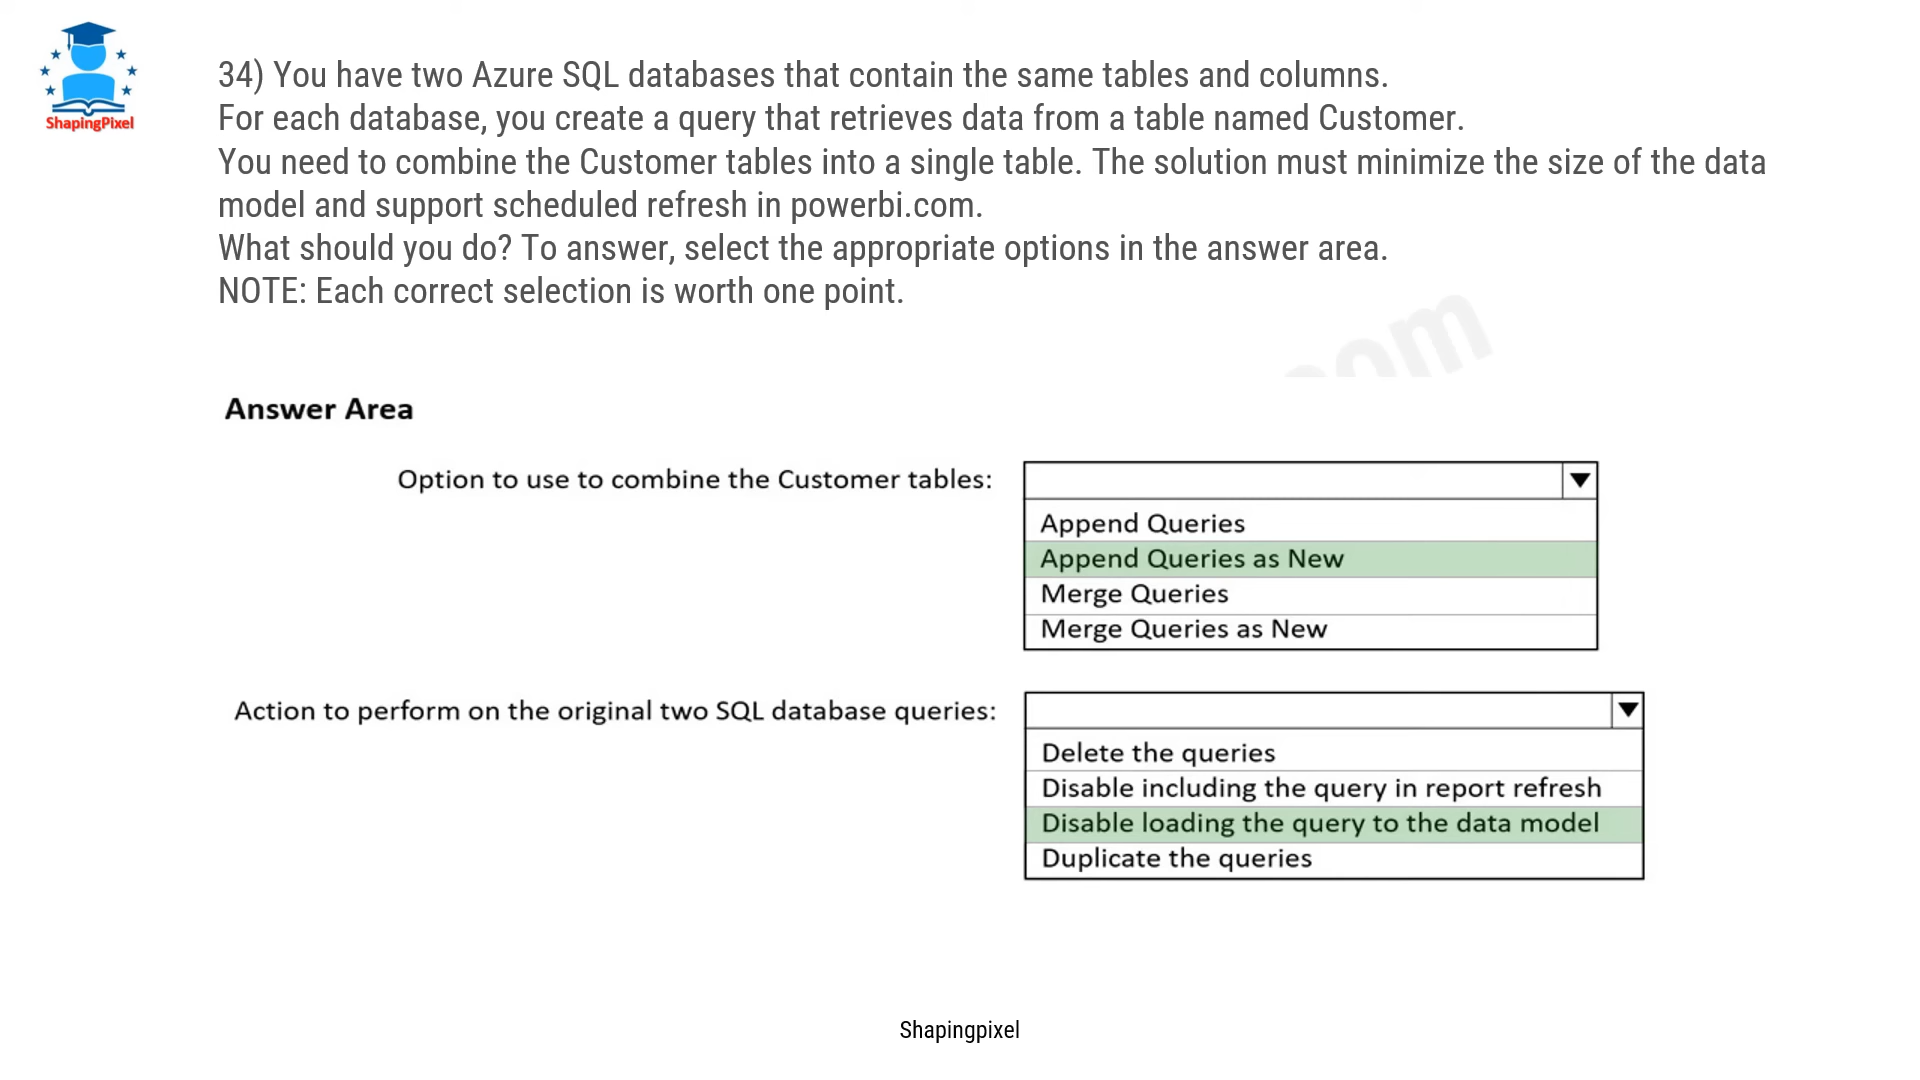 ShapingPixel
34) You have two Azure SQL databases that contain the same tables and columns.
For each database, you create a query that retrieves data from a table named Customer.
You need to combine the Customer tables into a single table. The solution must minimize the size of the data
model and support scheduled refresh in powerbi.com.
What should you do? To answer, select the appropriate options in the answer area.
NOTE: Each correct selection is worth one point.
Answer Area
Option to use to combine the Customer tables:
Append Queries
Append Queries as New
Merge Queries
Merge Queries as New
Action to perform on the original two SQL database queries:
Delete the queries
Disable including the query in report refresh
Disable loading the query to the data model
Duplicate the queries
Shapingpixel